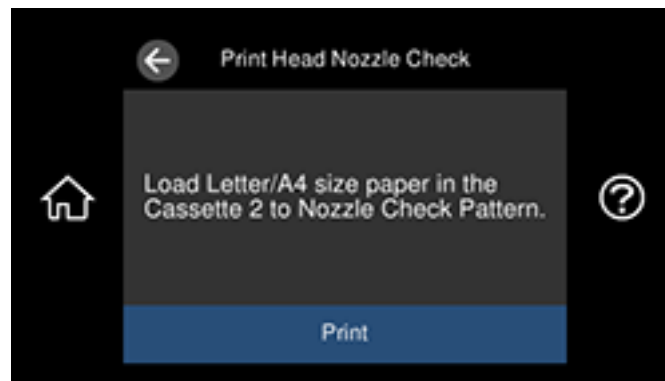 Print Head Nozzle Check
Load Letter/A4 size paper in the
Cassette 2 to Nozzle Check Pattern.
Print